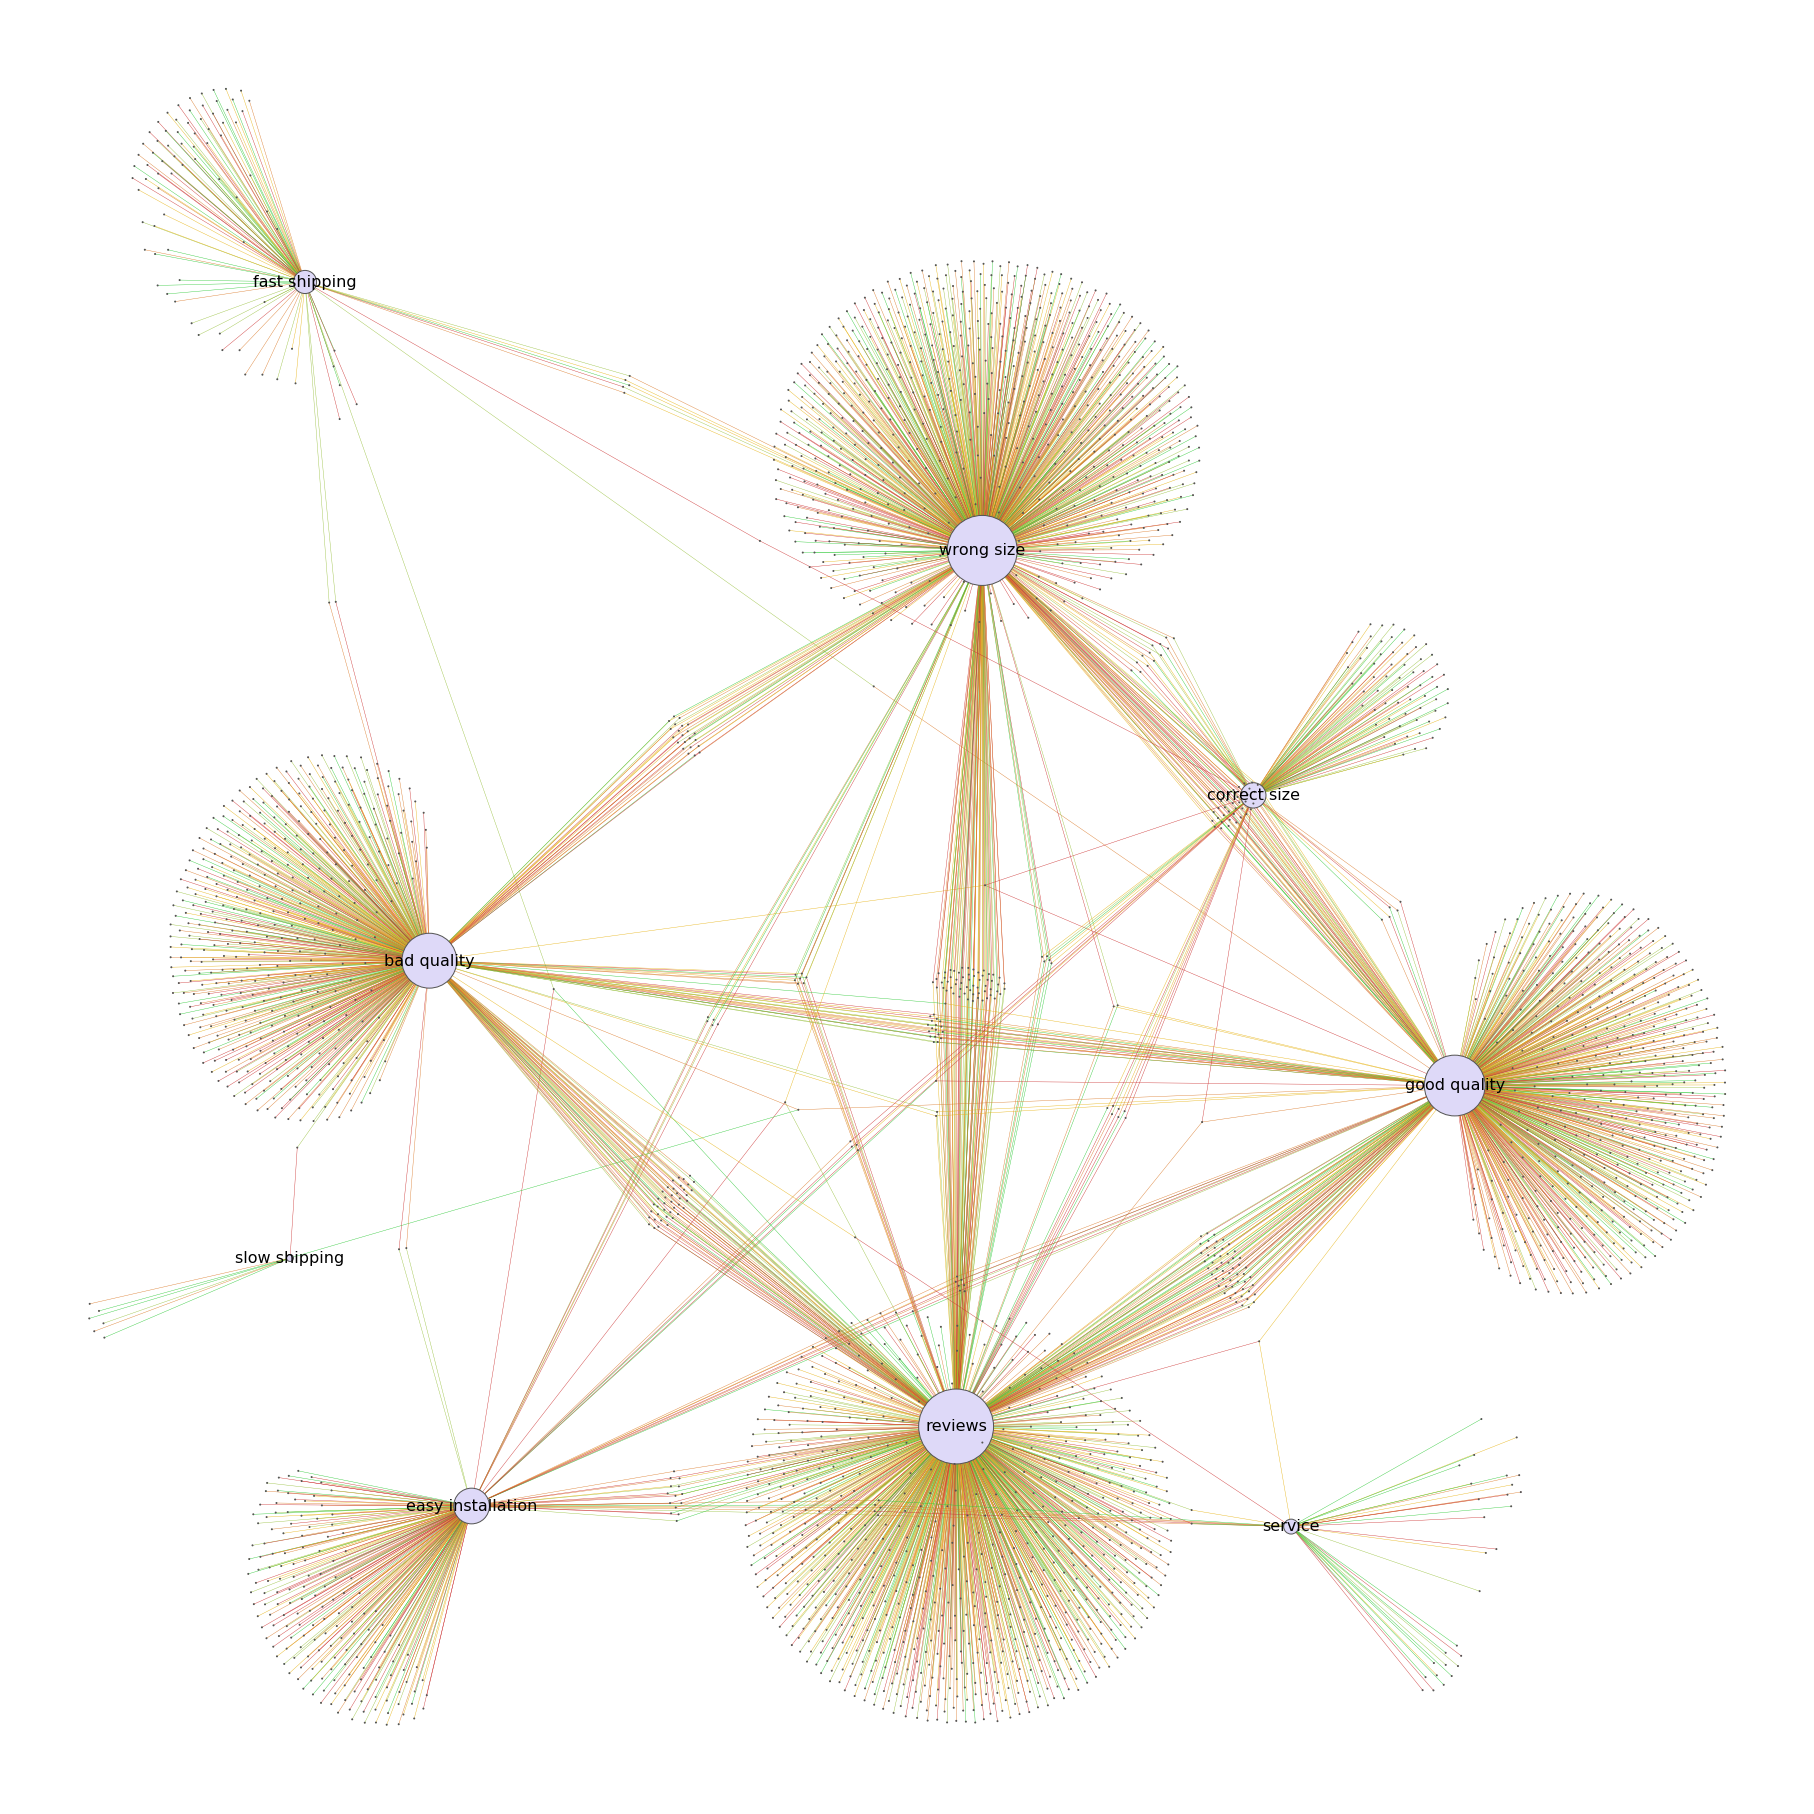 fast shipping
wrong size
correct size
bad quality
good quality
slow shipping
reviews
easy installation
service